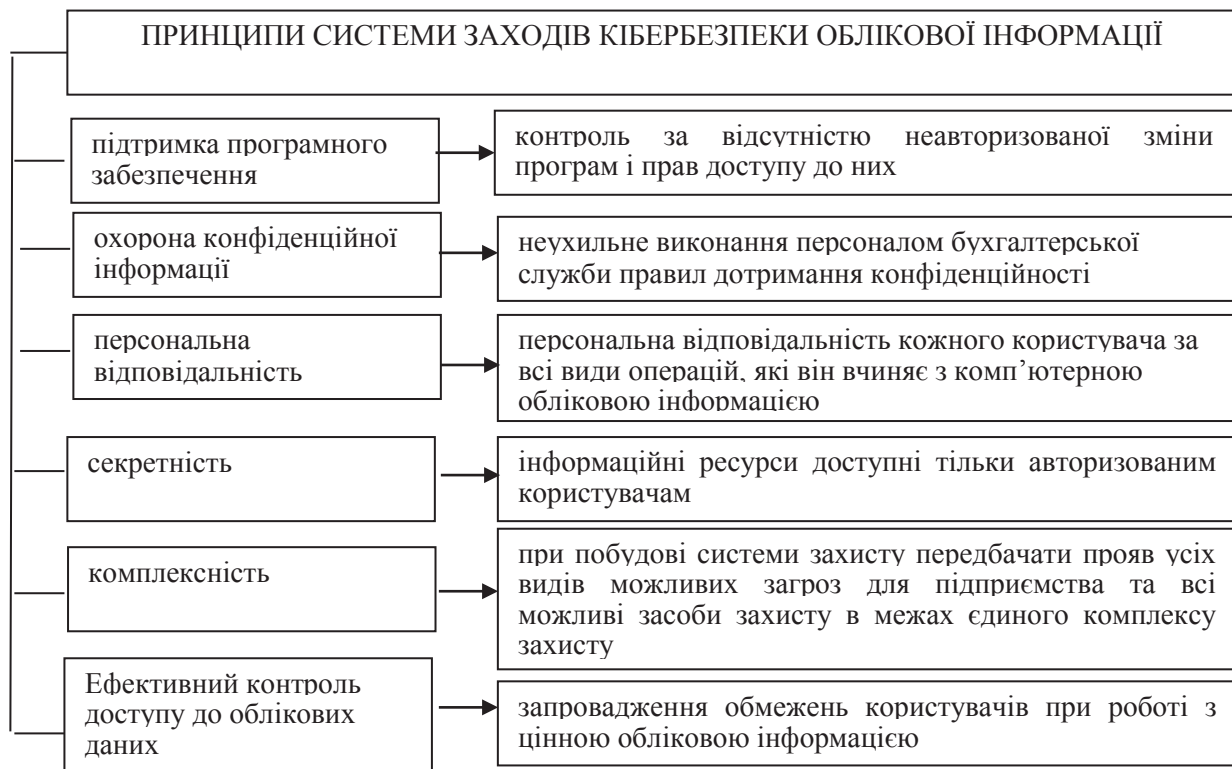 ПРИНЦИПИ СИСТЕМИ ЗАХОДІВ КІБЕРБЕЗПЕКИ ОБЛІКОВОЇ ІНФОРМАЦІЇ
підтримка програмного
забезпечення
контроль за відсутністю неавторизованої зміни
програм і прав доступу до них
охорона конфіденційної
інформації
неухильне виконання персоналом бухгалтерської
служби правил дотримання конфіденційності
персональна
відповідальність
персональна відповідальність кожного користувача за
всі види операцій, які він вчиняє з комп’ютерною
обліковою інформацією
секретність
інформаційні ресурси доступні тільки авторизованим
користувачам
комплексність
при побудові системи захисту передбачати прояв усіх
видів можливих загроз для підприємства та всі
можливі засоби захисту в межах єдиного комплексу
захисту
Ефективний контроль
доступу до облікових
даних
запровадження обмежень користувачів при роботі з
цінною обліковою інформацією